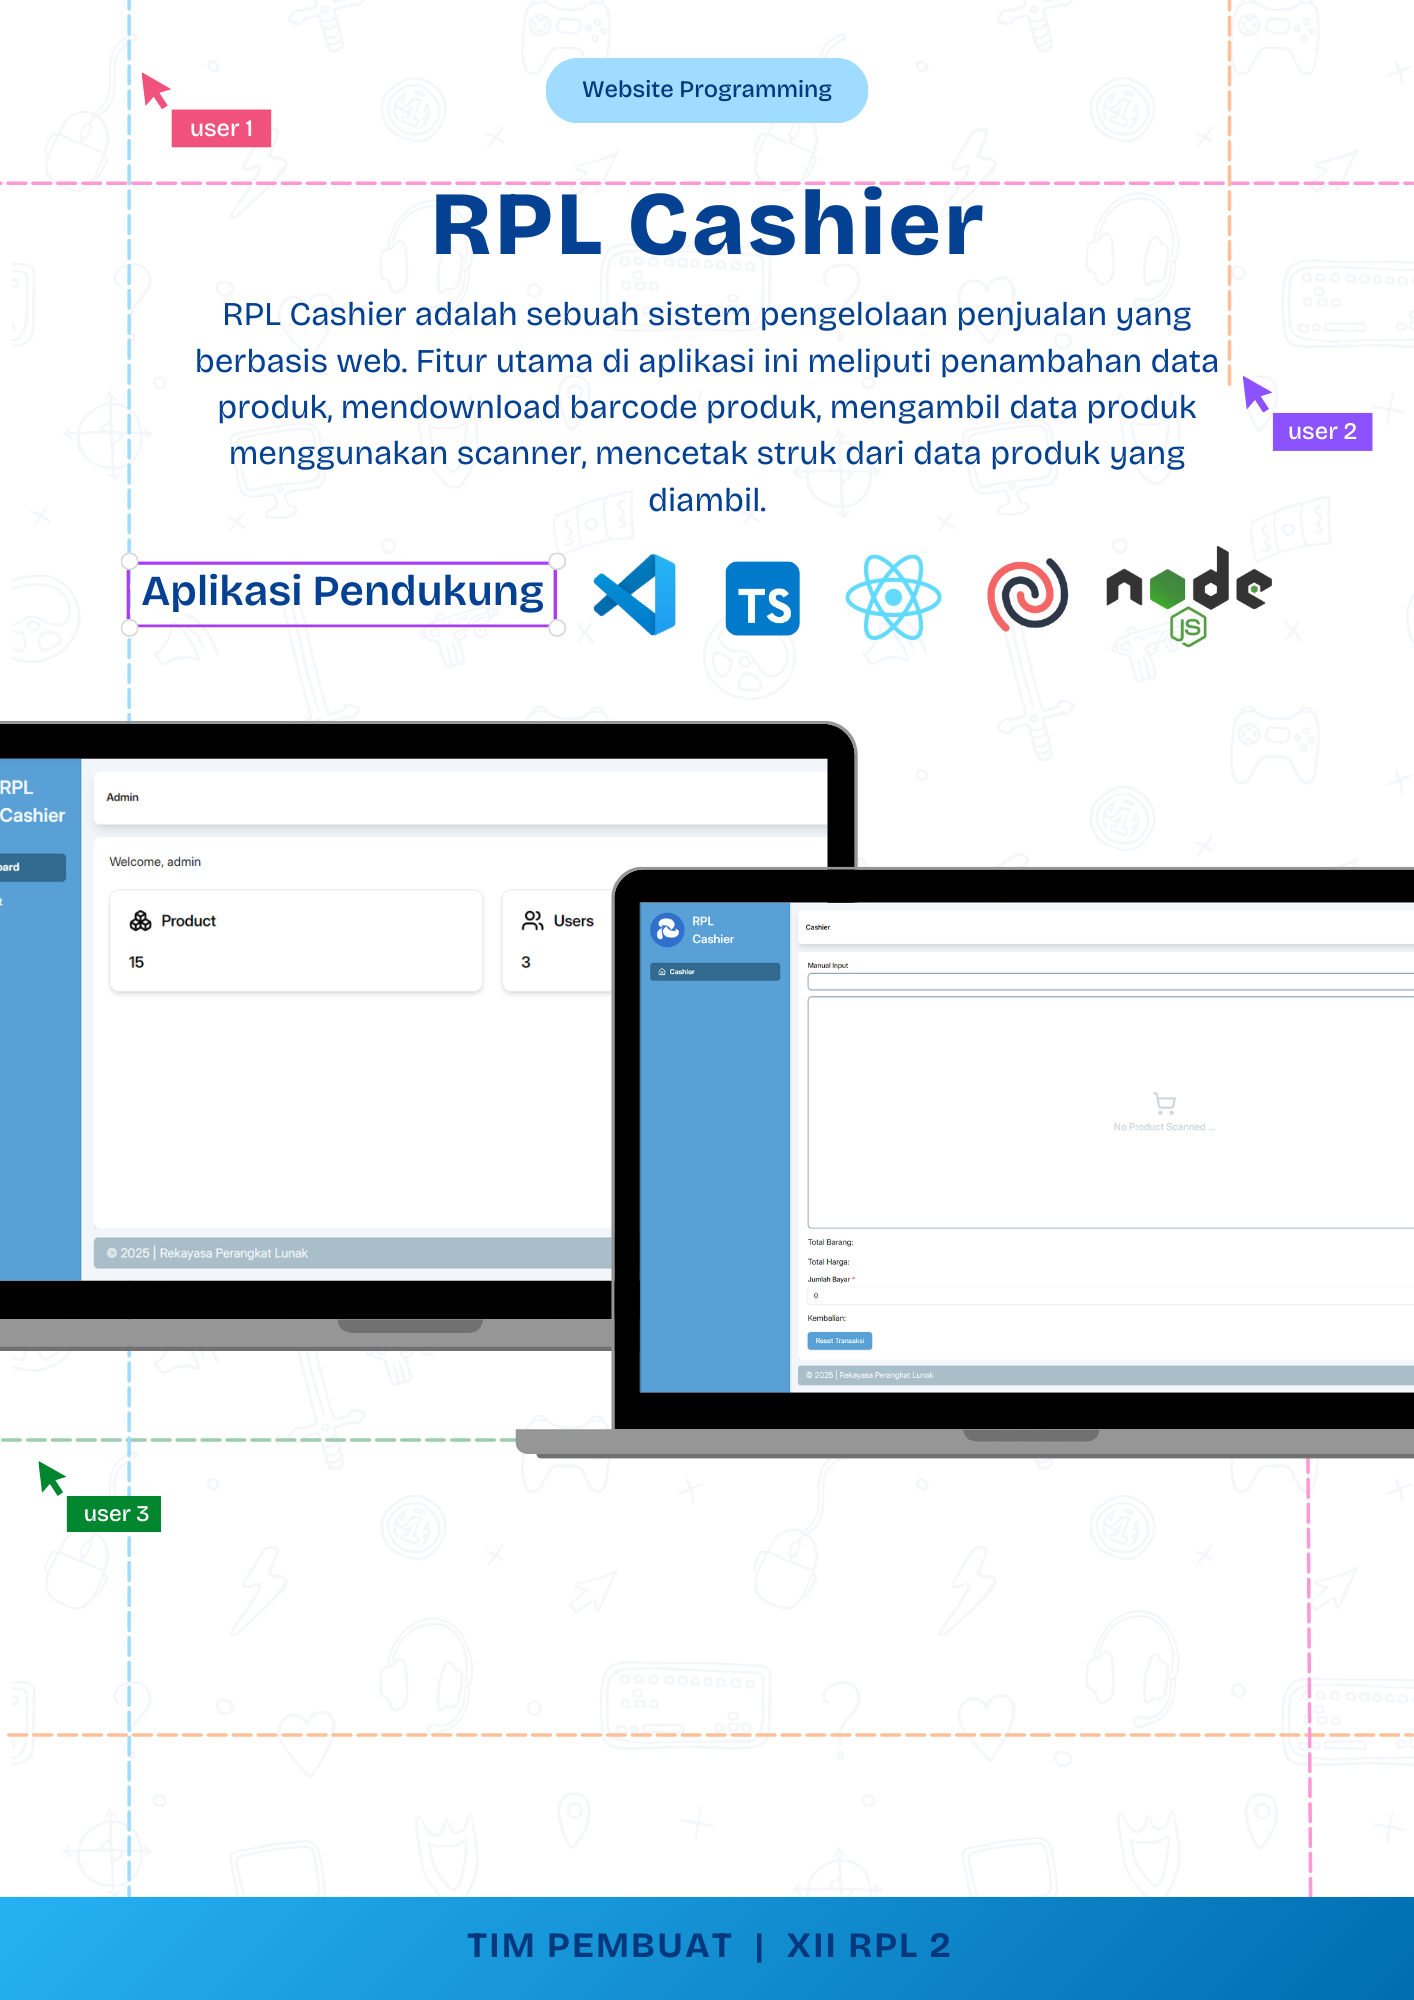 Website Programming
user 1
RPL Cashier
RPL Cashier adalah sebuah sistem pengelolaan penjualan yang
berbasis web. Fitur utama di aplikasi ini meliputi penambahan data
produk, mendownload barcode produk, mengambil data produk
menggunakan scanner, mencetak struk dari data produk yang
diambil.
user 2
Aplikasi Pendukung
TS
node
JS
RPL
Cashier
Admin
Welcome, admin
Product
15
Users
3
© 2025 | Rekayasa Perangkat Lunak
RPL
Cashier
Cashier
Cashier
Manual Input
No Product Scanned ...
Total Barang:
Total Harga:
Jumlah Bayar *
0
Kembalian:
Reset Transaksi
© 2025 | Rekayasa Perangkat Lunak
user 3
TIM PEMBUAT | XII RPL 2